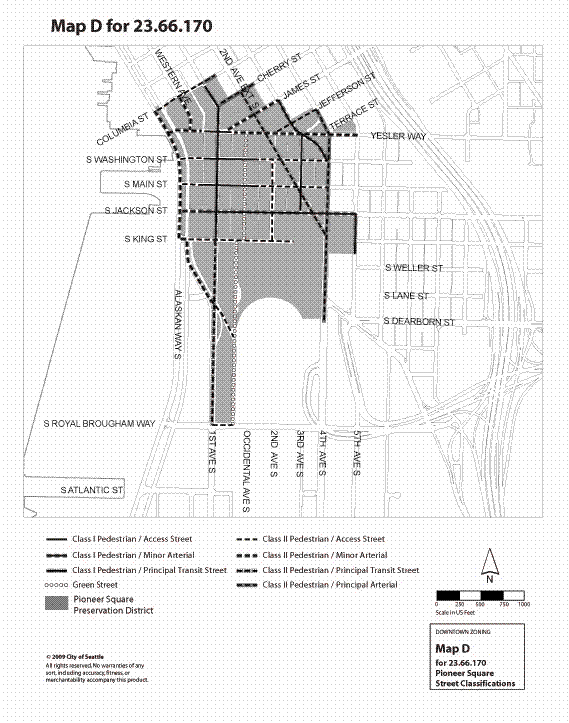 Map D for 23.66.170
WESTERN AVE
2ND AVE EXT S
CHERRY ST
JAMES ST
JEFFERSON ST
TERRACE ST
COLUMBIA ST
YESLER WAY
S WASHINGTON ST
S MAIN ST
S JACKSON ST
S KING ST
S WELLER ST
S LANE ST
S DEARBORN ST
ALASKAN WAY S
S ROYAL BROUGHAM WAY
1ST AVE S
OCCIDENTAL AVE S
2ND AVE S
3RD AVE S
4TH AVE S
5TH AVE S
S ATLANTIC ST
Class I Pedestrian / Access Street
Class I Pedestrian / Minor Arterial
Class I Pedestrian / Principal Transit Street
Green Street
Pioneer Square
Preservation District
Class II Pedestrian / Access Street
Class II Pedestrian / Minor Arterial
Class II Pedestrian / Principal Transit Street
Class II Pedestrian / Principal Arterial
N
0 250 500 750 1000
Scale in US Feet
DOWNTOWN ZONING
Map D
for 23.66.170
Pioneer Square
Street Classifications
© 2009 City of Seattle
All rights reserved. No warranties of any
sort, including accuracy, fitness, or
merchantability accompany this product.